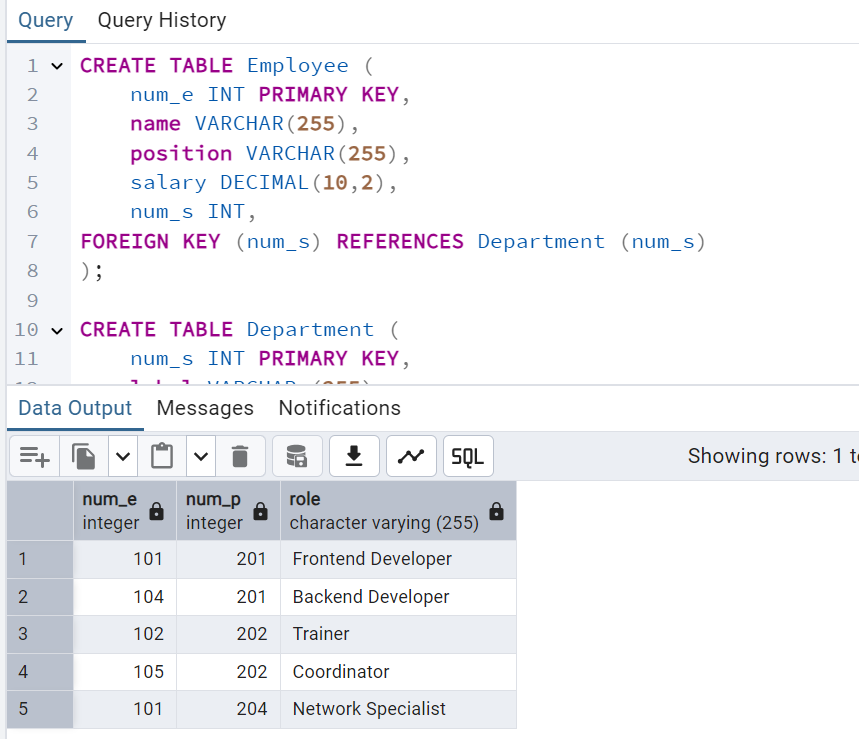 Query Query History
1 CREATE TABLE Employee (
2 num_e INT PRIMARY KEY,
3 name VARCHAR(255),
4 position VARCHAR(255),
5 salary DECIMAL(10,2),
6 num_s INT,
7 FOREIGN KEY (num_s) REFERENCES Department (num_s)
8 );
9
10 CREATE TABLE Department (
11 num_s INT PRIMARY KEY,
Data Output Messages Notifications
SQL Showing rows: 1
num_e num_p role
integer integer character varying (255)
1 101 201 Frontend Developer
2 104 201 Backend Developer
3 102 202 Trainer
4 105 202 Coordinator
5 101 204 Network Specialist